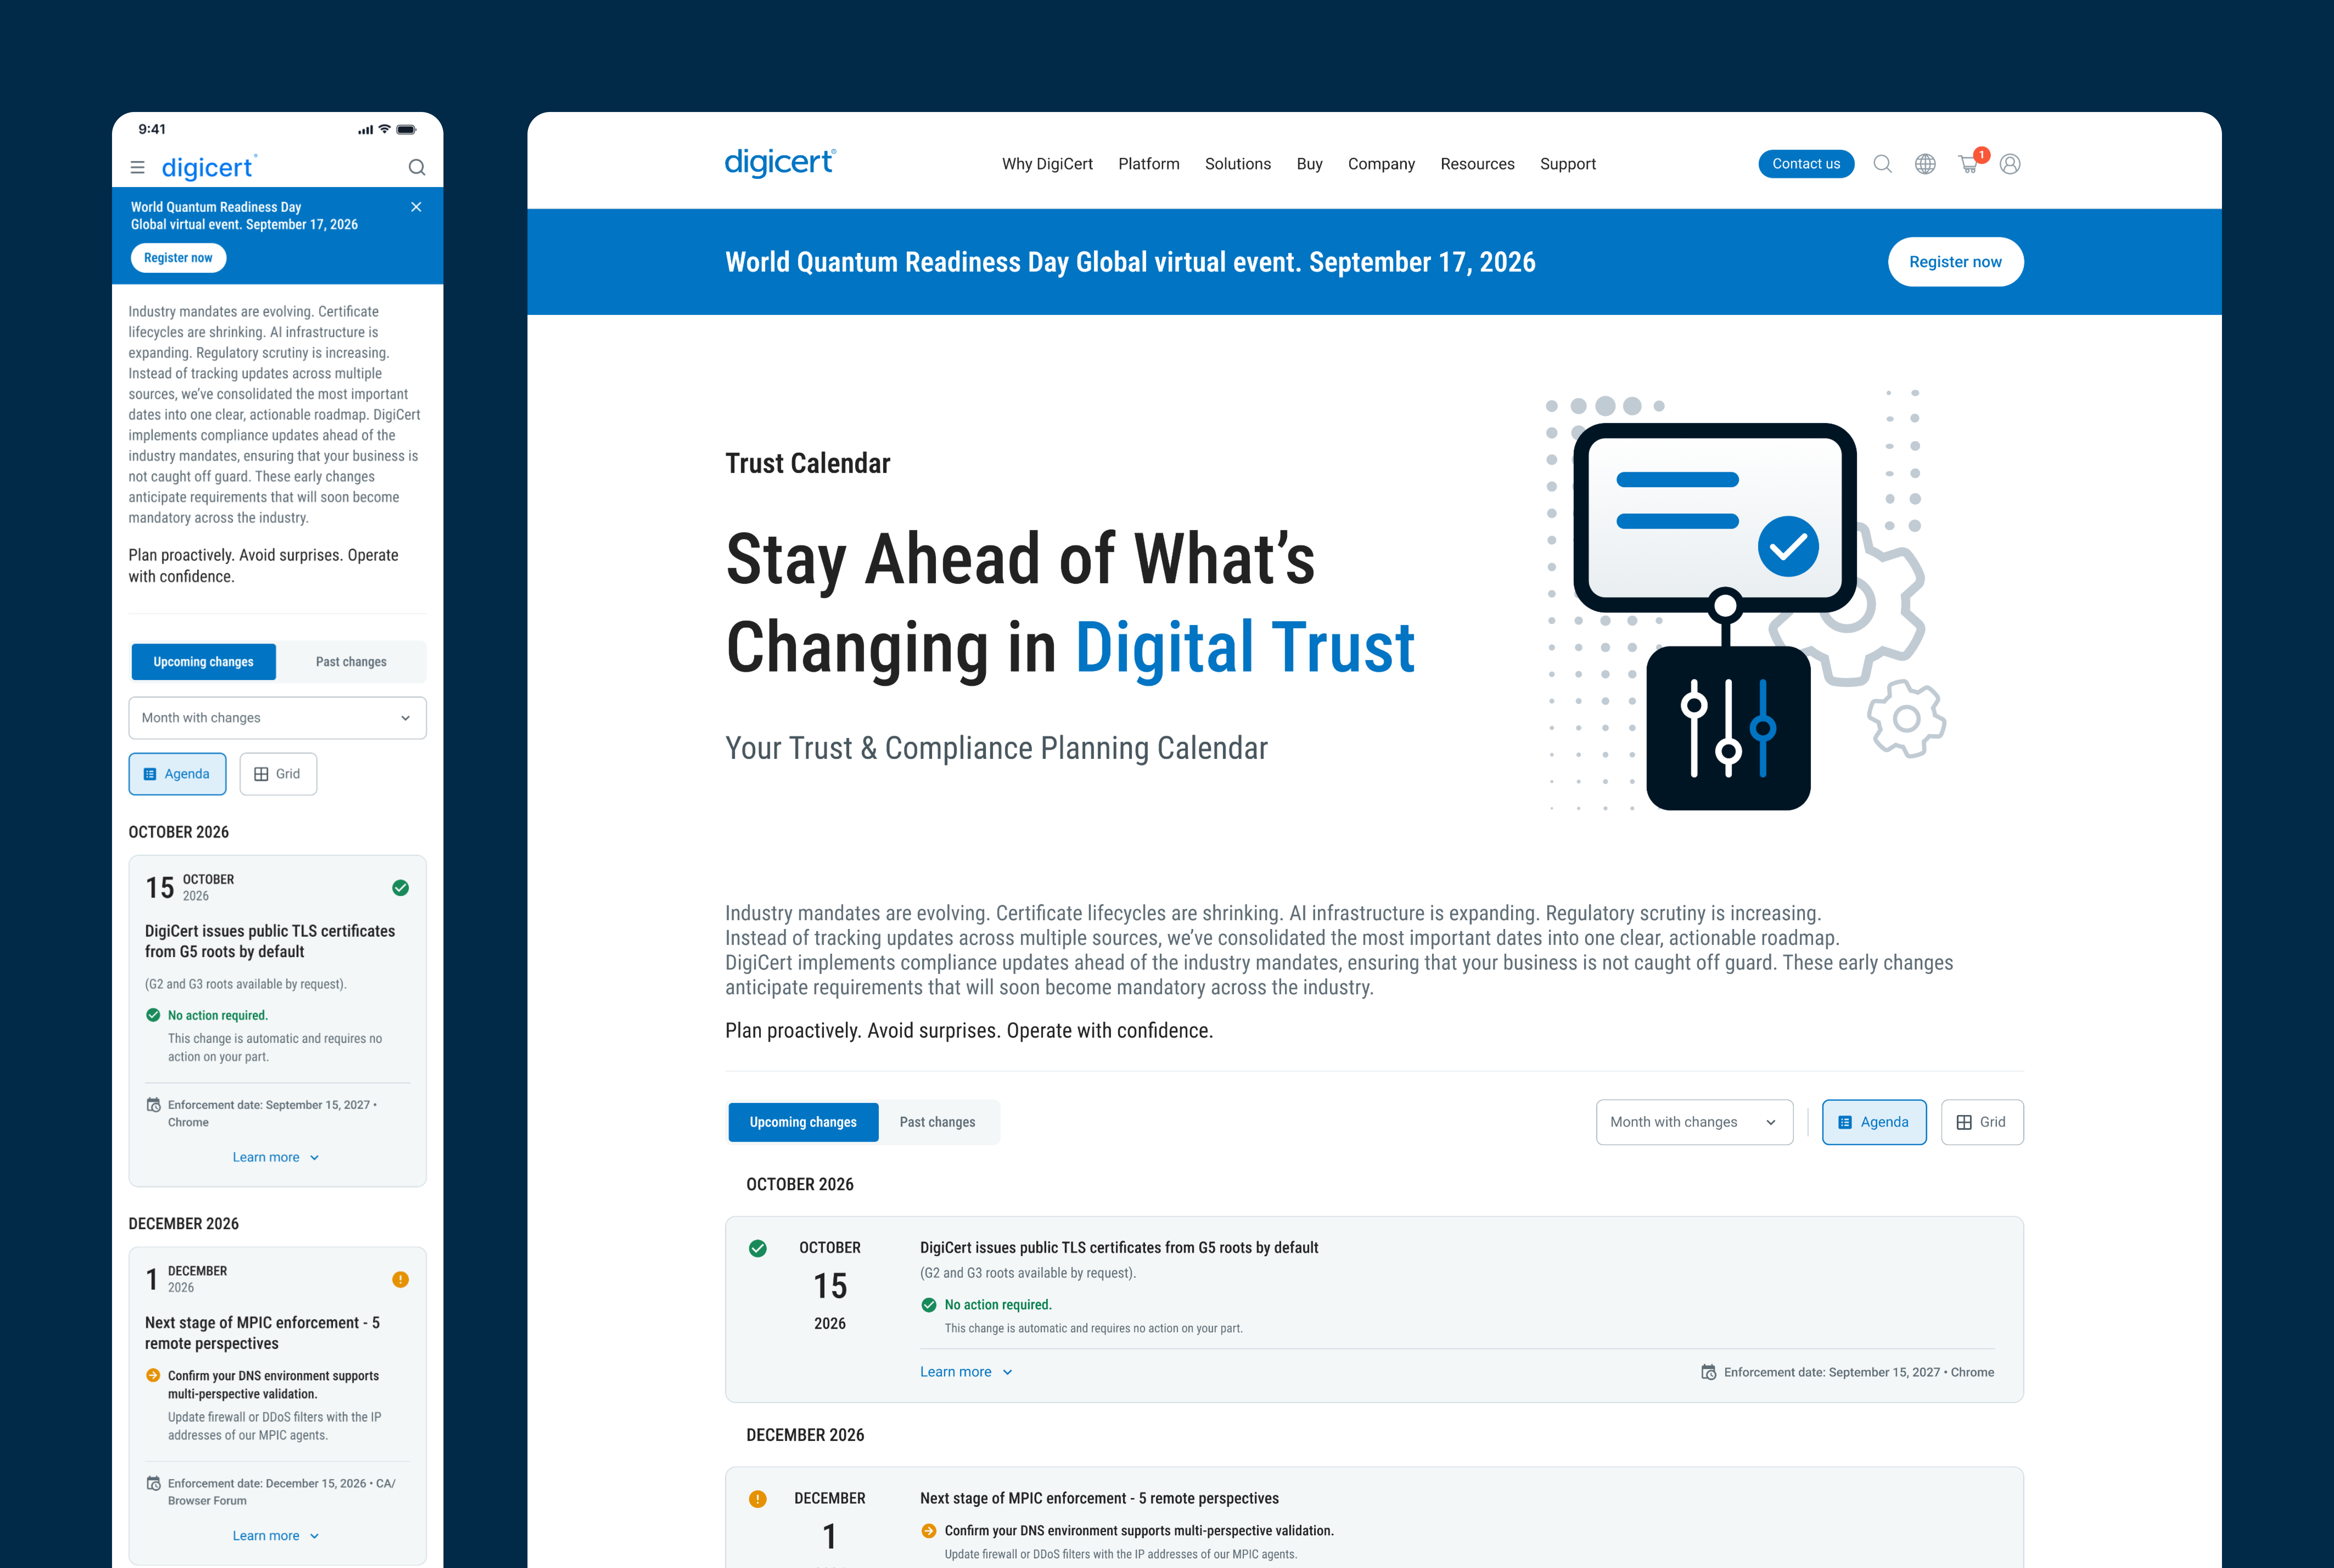 9:41
digicert®
World Quantum Readiness Day
Global virtual event. September 17, 2026
Register now
Industry mandates are evolving. Certificate
lifecycles are shrinking. AI infrastructure is
expanding. Regulatory scrutiny is increasing.
Instead of tracking updates across multiple
sources, we've consolidated the most important
dates into one clear, actionable roadmap. DigiCert
implements compliance updates ahead of the
industry mandates, ensuring that your business is
not caught off guard. These early changes
anticipate requirements that will soon become
mandatory across the industry.
Plan proactively. Avoid surprises. Operate
with confidence.
Upcoming changes
Past changes
Month with changes
Agenda
Grid
OCTOBER 2026
15 OCTOBER
2026
DigiCert issues public TLS certificates
from G5 roots by default
(G2 and G3 roots available by request).
No action required.
This change is automatic and requires no
action on your part.
Enforcement date: September 15, 2027 •
Chrome
Learn more
DECEMBER 2026
1 DECEMBER
2026
Next stage of MPIC enforcement - 5
remote perspectives
Confirm your DNS environment supports
multi-perspective validation.
Update firewall or DDoS filters with the IP
addresses of our MPIC agents.
Enforcement date: December 15, 2026 • CA/
Browser Forum
Learn more
digicert®
Why DigiCert
Platform
Solutions
Buy
Company
Resources
Support
Contact us
1
World Quantum Readiness Day Global virtual event. September 17, 2026
Register now
Trust Calendar
Stay Ahead of What's
Changing in Digital Trust
Your Trust & Compliance Planning Calendar
Industry mandates are evolving. Certificate lifecycles are shrinking. AI infrastructure is expanding. Regulatory scrutiny is increasing.
Instead of tracking updates across multiple sources, we've consolidated the most important dates into one clear, actionable roadmap.
DigiCert implements compliance updates ahead of the industry mandates, ensuring that your business is not caught off guard. These early changes
anticipate requirements that will soon become mandatory across the industry.
Plan proactively. Avoid surprises. Operate with confidence.
Upcoming changes
Past changes
Month with changes
Agenda
Grid
OCTOBER 2026
OCTOBER
15
2026
DigiCert issues public TLS certificates from G5 roots by default
(G2 and G3 roots available by request).
No action required.
This change is automatic and requires no action on your part.
Learn more
Enforcement date: September 15, 2027 • Chrome
DECEMBER 2026
DECEMBER
1
Next stage of MPIC enforcement - 5 remote perspectives
Confirm your DNS environment supports multi-perspective validation.
Update firewall or DDoS filters with the IP addresses of our MPIC agents.